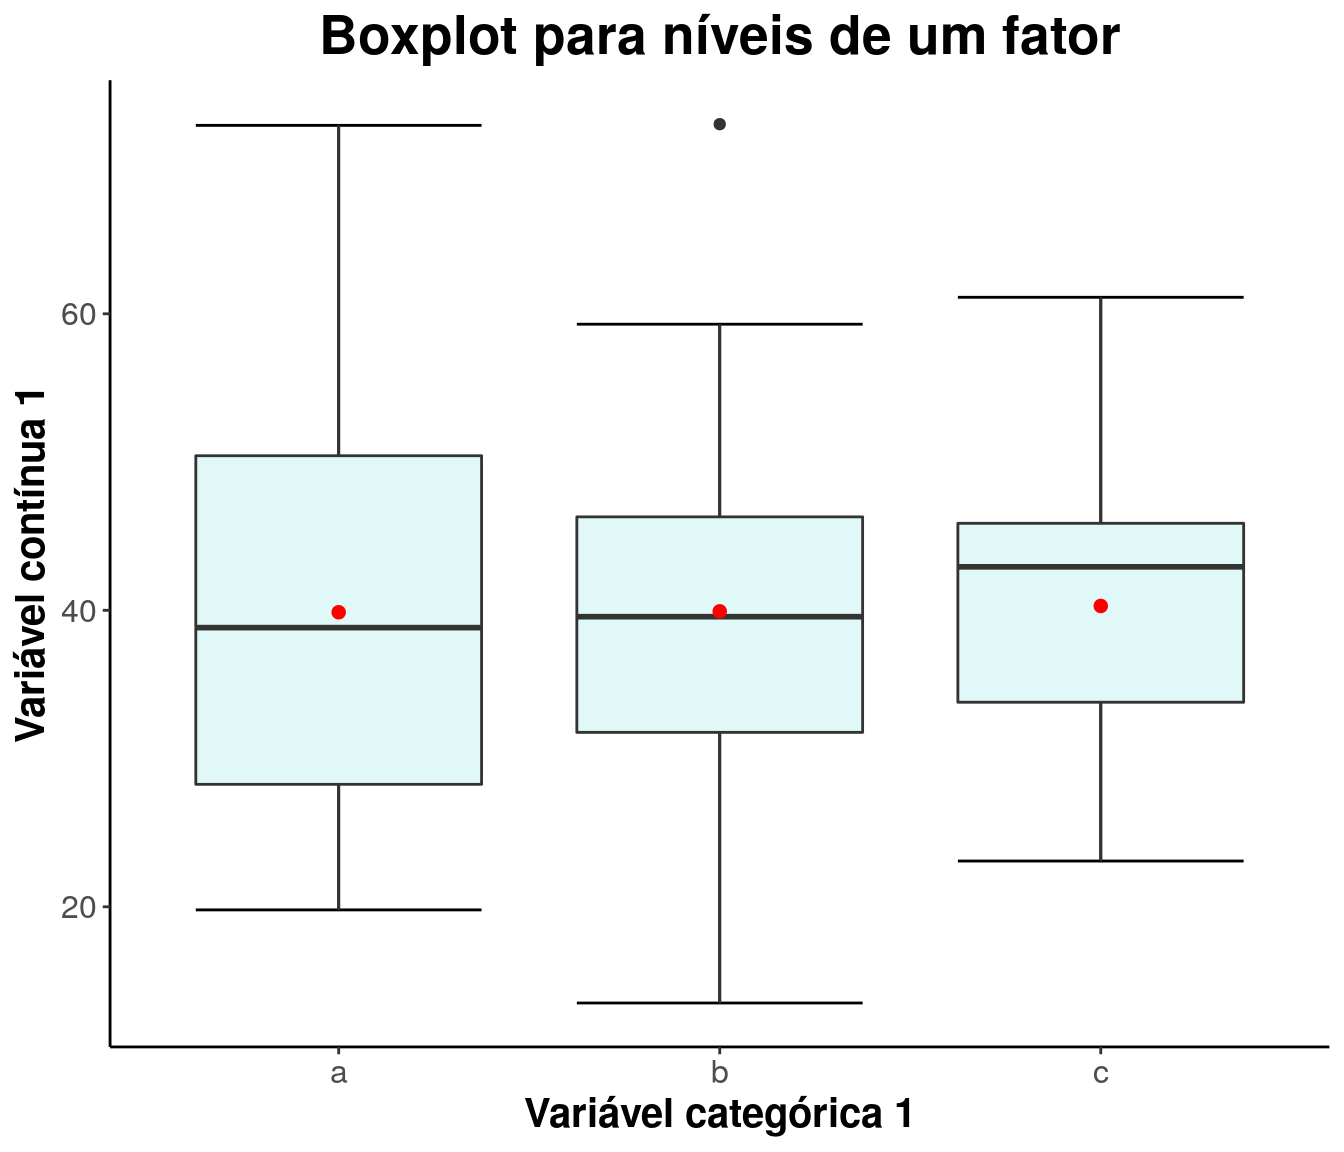 Boxplot para níveis de um fator
Variável contínua 1
60
40
20
a b c
Variável categórica 1